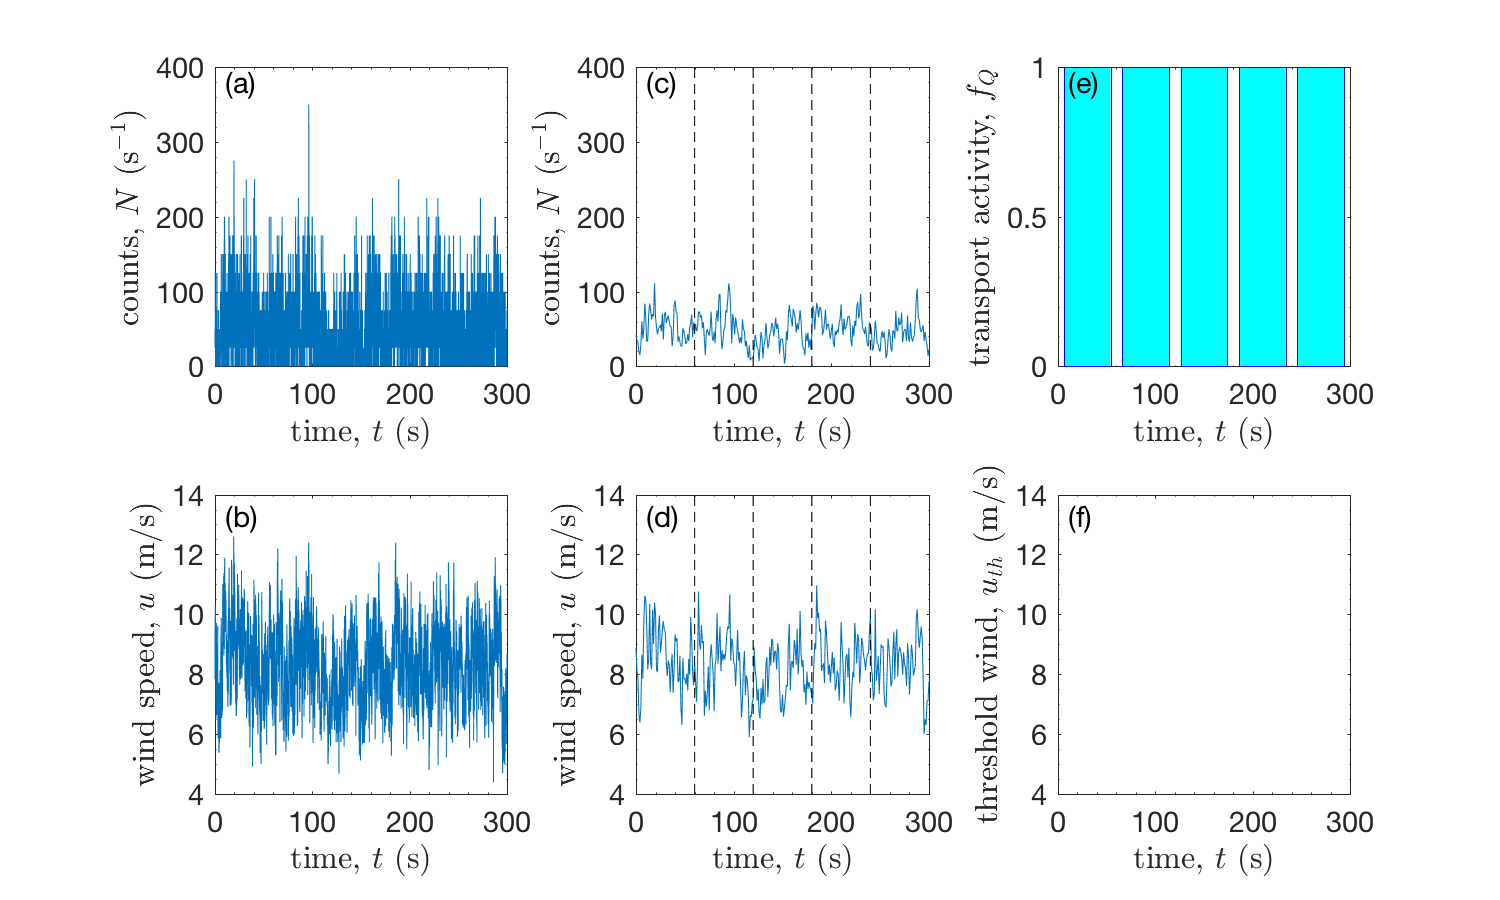 (a)
400
300
200
100
0
counts, N (s⁻¹)
0 100 200 300
time, t (s)
(c)
400
300
200
100
0
counts, N (s⁻¹)
0 100 200 300
time, t (s)
(e)
1
0.5
0
transport activity, f_Q
0 100 200 300
time, t (s)
(b)
14
12
10
8
6
4
wind speed, u (m/s)
0 100 200 300
time, t (s)
(d)
14
12
10
8
6
4
wind speed, u (m/s)
0 100 200 300
time, t (s)
(f)
14
12
10
8
6
4
threshold wind, u_th (m/s)
0 100 200 300
time, t (s)